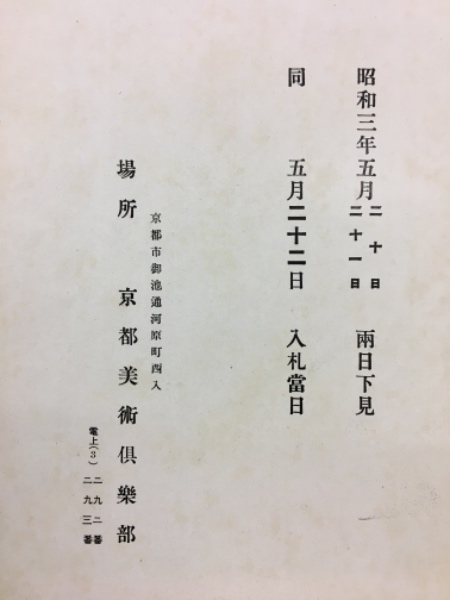 昭和三年五月二十日二十一日 兩日下見
同 五月二十二日 入札當日
京都市御池通河原町西入
場所 京都美術俱樂部
電上(3)二九二番二九三番